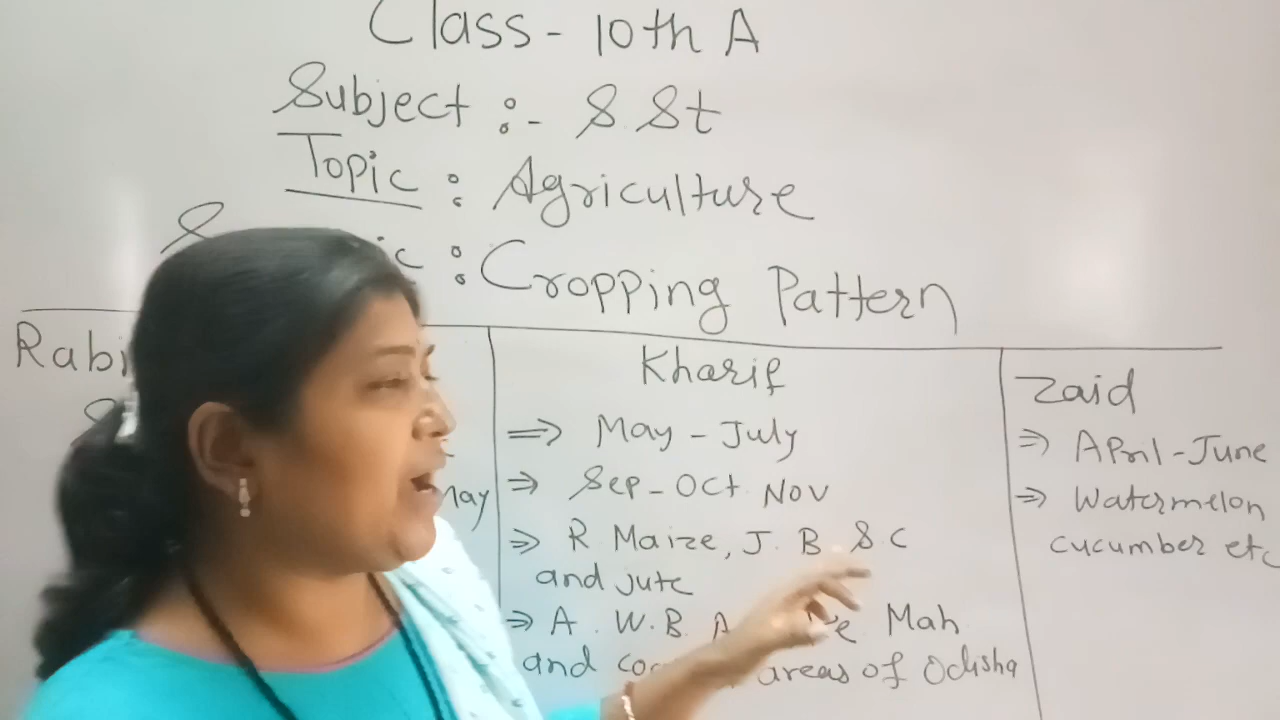 Class - 10th A
Subject :- S.St
Topic : Agriculture
: Cropping Pattern
Rabi
may
Kharif
⇒ May - July
⇒ Sep - Oct Nov
⇒ R Maize, J. B. S C
and jute
⇒ A. W.B. Mah
and areas of Odisha
Zaid
⇒ April - June
⇒ Watermelon
cucumber etc